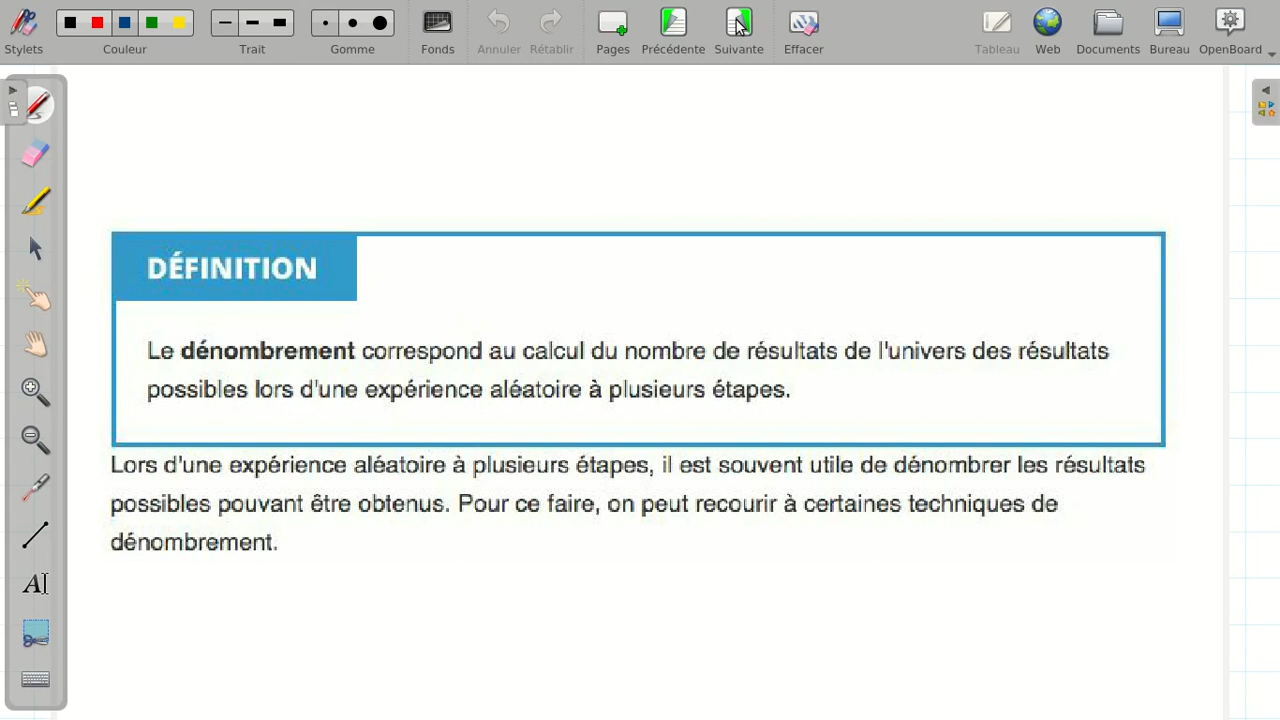 Stylets
Couleur
Trait
Gomme
Fonds
Annuler
Rétablir
Pages
Précédente
Suivante
Effacer
Tableau
Web
Documents
Bureau
OpenBoard
DÉFINITION
Le dénombrement correspond au calcul du nombre de résultats de l'univers des résultats
possibles lors d'une expérience aléatoire à plusieurs étapes.
Lors d'une expérience aléatoire à plusieurs étapes, il est souvent utile de dénombrer les résultats
possibles pouvant être obtenus. Pour ce faire, on peut recourir à certaines techniques de
dénombrement.